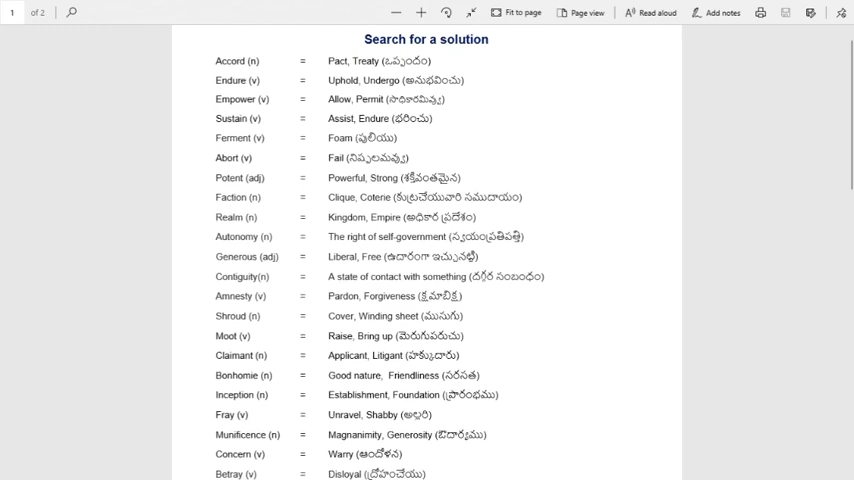 1 of 2 Fit to page Page view Read aloud Add notes
Search for a solution
Accord (n) = Pact, Treaty (ఒప్పందం)
Endure (v) = Uphold, Undergo (అనుభవించు)
Empower (v) = Allow, Permit (సాధికారమివ్వు)
Sustain (v) = Assist, Endure (భరించు)
Ferment (v) = Foam (పులియు)
Abort (v) = Fail (నిష్ఫలమవ్వు)
Potent (adj) = Powerful, Strong (శక్తివంతమైన)
Faction (n) = Clique, Coterie (కుట్రచేయువారి సముదాయం)
Realm (n) = Kingdom, Empire (అధికార ప్రదేశం)
Autonomy (n) = The right of self-government (స్వయంప్రతిపత్తి)
Generous (adj) = Liberal, Free (ఉదారంగా ఇచ్చునట్టి)
Contiguity(n) = A state of contact with something (దగ్గర సంబంధం)
Amnesty (v) = Pardon, Forgiveness (క్షమాబిక్ష)
Shroud (n) = Cover, Winding sheet (ముసుగు)
Moot (v) = Raise, Bring up (మెరుగుపరుచు)
Claimant (n) = Applicant, Litigant (హక్కుదారు)
Bonhomie (n) = Good nature, Friendliness (సరసత)
Inception (n) = Establishment, Foundation (ప్రారంభము)
Fray (v) = Unravel, Shabby (అల్లరి)
Munificence (n) = Magnanimity, Generosity (ఔదార్యము)
Concern (v) = Warry (ఆందోళన)
Betray (v) = Disloyal (ద్రోహంచేయు)